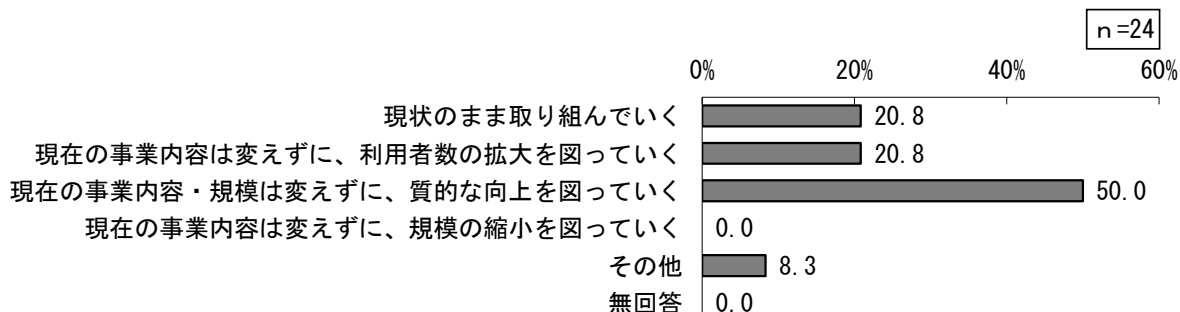 ｎ=24
0% 20% 40% 60%
現状のまま取り組んでいく 20.8
現在の事業内容は変えずに、利用者数の拡大を図っていく 20.8
現在の事業内容・規模は変えずに、質的な向上を図っていく 50.0
現在の事業内容は変えずに、規模の縮小を図っていく 0.0
その他 8.3
無回答 0.0